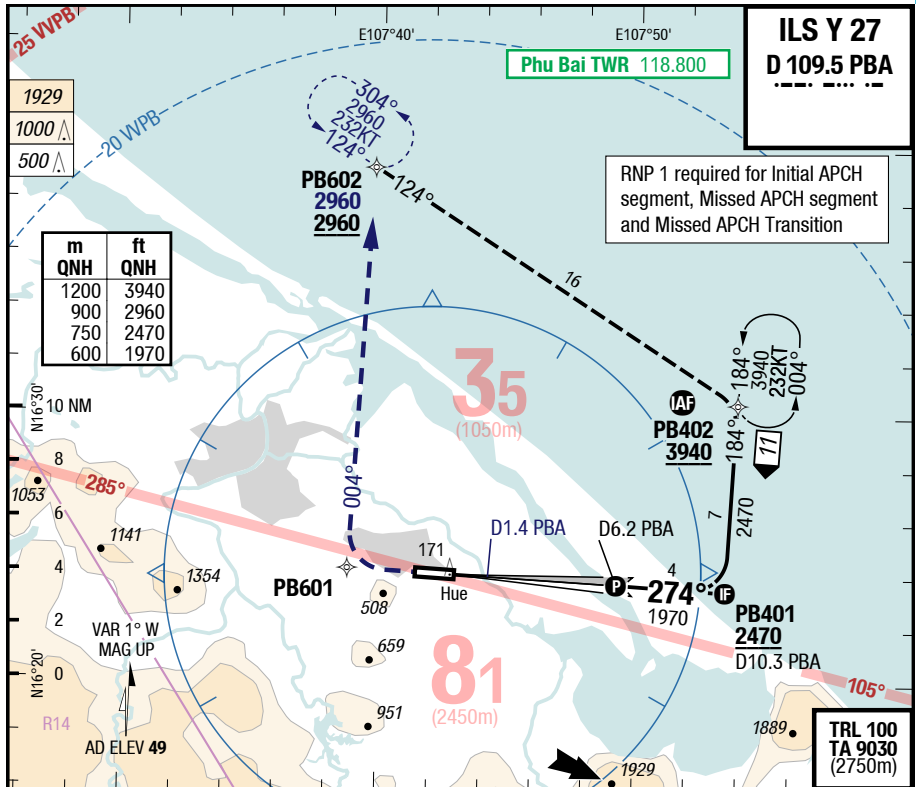 25 VVPB
E107°40'
E107°50'
ILS Y 27
D 109.5 PBA
Phu Bai TWR 118.800
1929
1000
500
20 VVPB
304°
2960
232KT
124°
PB602
2960
2960
124°
RNP 1 required for Initial APCH
segment, Missed APCH segment
and Missed APCH Transition
m ft
QNH QNH
1200 3940
900 2960
750 2470
600 1970
16
184°
3940
232KT
004°
35
(1050m)
IAF
PB402
3940
184°
11
N16°30'
10 NM
8
6
4
2
0
N16°20'
1053
285°
1141
1354
004°
7
2470
D1.4 PBA
D6.2 PBA
171
Hue
PB601
508
P
4
274°
1970
IF
PB401
2470
D10.3 PBA
VAR 1° W
MAG UP
659
81
(2450m)
105°
R14
951
1889
AD ELEV 49
1929
TRL 100
TA 9030
(2750m)